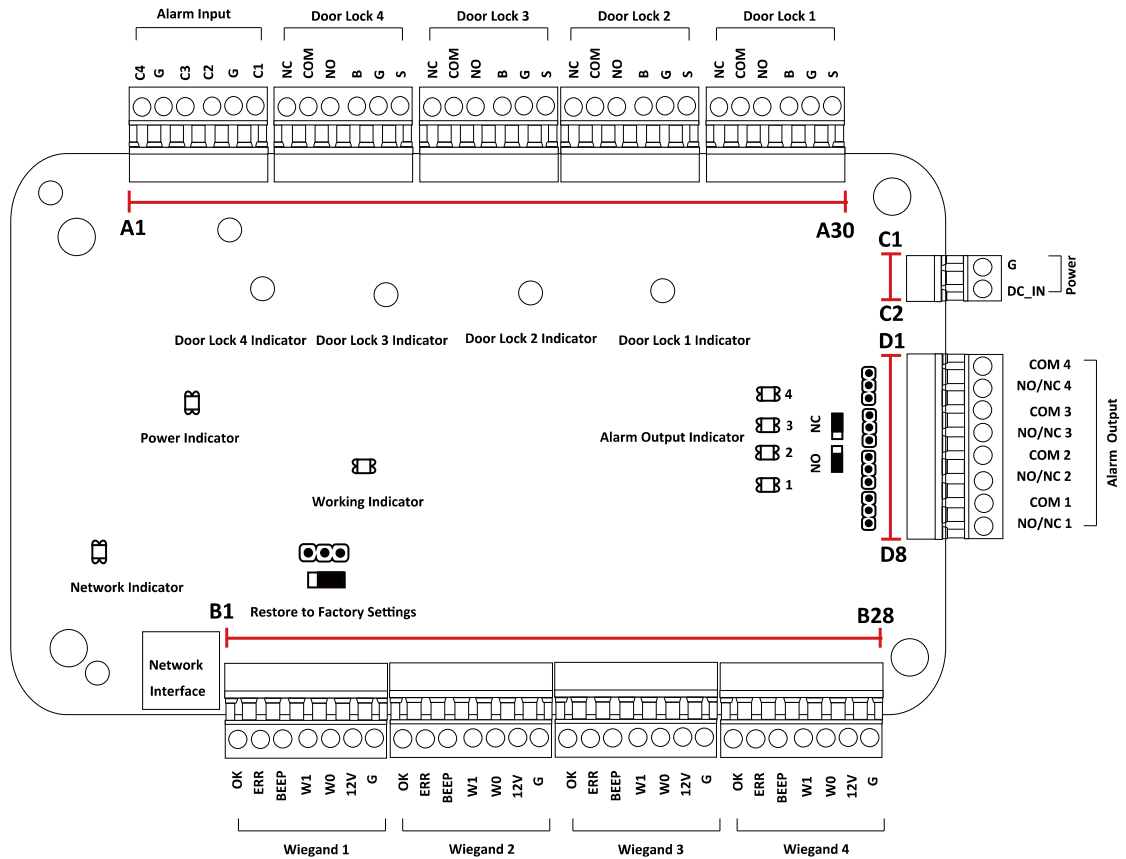 Alarm Input
Door Lock 4
Door Lock 3
Door Lock 2
Door Lock 1
C4 G C3 C2 G C1
NC COM NO B G S
NC COM NO B G S
NC COM NO B G S
NC COM NO B G S
A1
A30
C1
G
DC_IN
Power
C2
Door Lock 4 Indicator
Door Lock 3 Indicator
Door Lock 2 Indicator
Door Lock 1 Indicator
D1
COM 4
NO/NC 4
COM 3
NO/NC 3
COM 2
NO/NC 2
COM 1
NO/NC 1
Alarm Output
4
3
2
1
NC
NO
Alarm Output Indicator
Power Indicator
Working Indicator
D8
Network Indicator
Restore to Factory Settings
B1
B28
Network
Interface
OK ERR BEEP W1 W0 12V G
OK ERR BEEP W1 W0 12V G
OK ERR BEEP W1 W0 12V G
OK ERR BEEP W1 W0 12V G
Wiegand 1
Wiegand 2
Wiegand 3
Wiegand 4